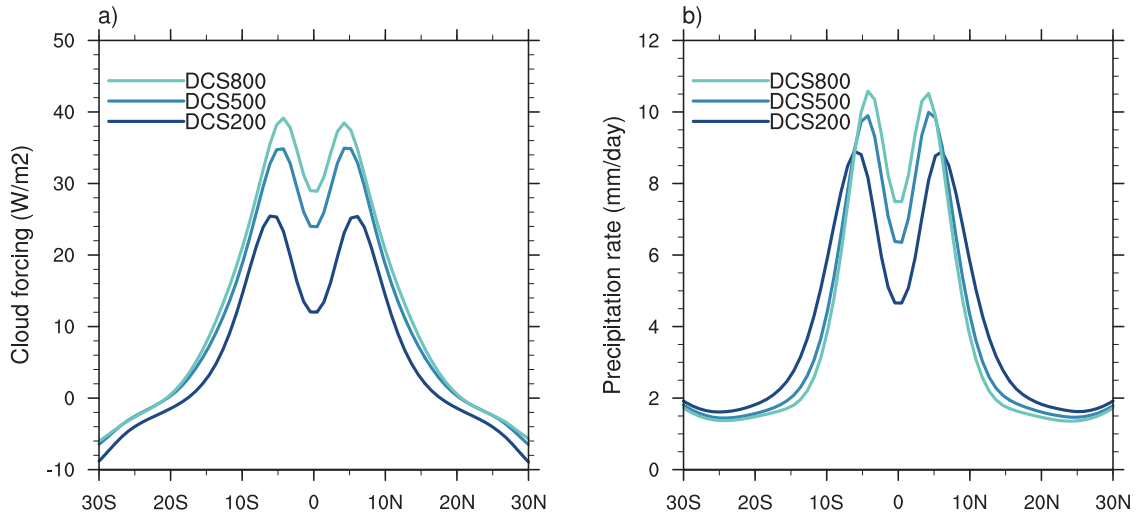 a)
50
40
30
20
10
0
-10
Cloud forcing (W/m2)
DCS800
DCS500
DCS200
30S 20S 10S 0 10N 20N 30N
b)
12
10
8
6
4
2
0
Precipitation rate (mm/day)
DCS800
DCS500
DCS200
30S 20S 10S 0 10N 20N 30N